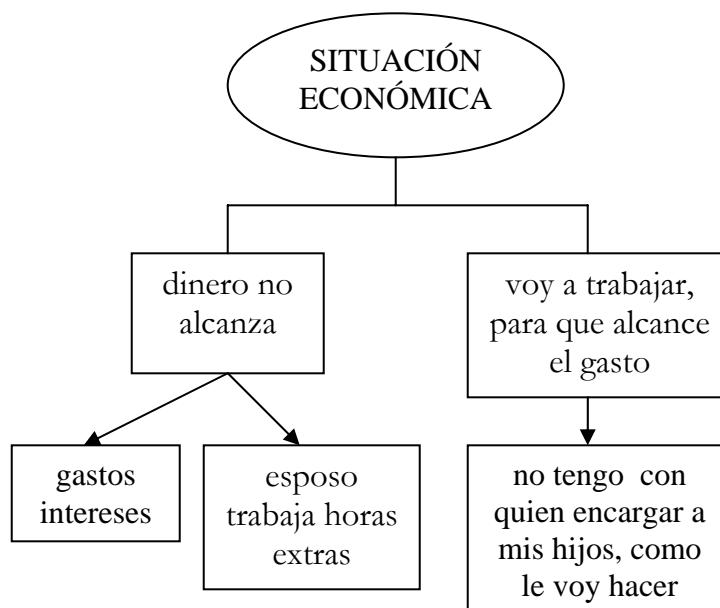 SITUACIÓN
ECONÓMICA
dinero no
alcanza
voy a trabajar,
para que alcance
el gasto
gastos
intereses
esposo
trabaja horas
extras
no tengo con
quien encargar a
mis hijos, como
le voy hacer